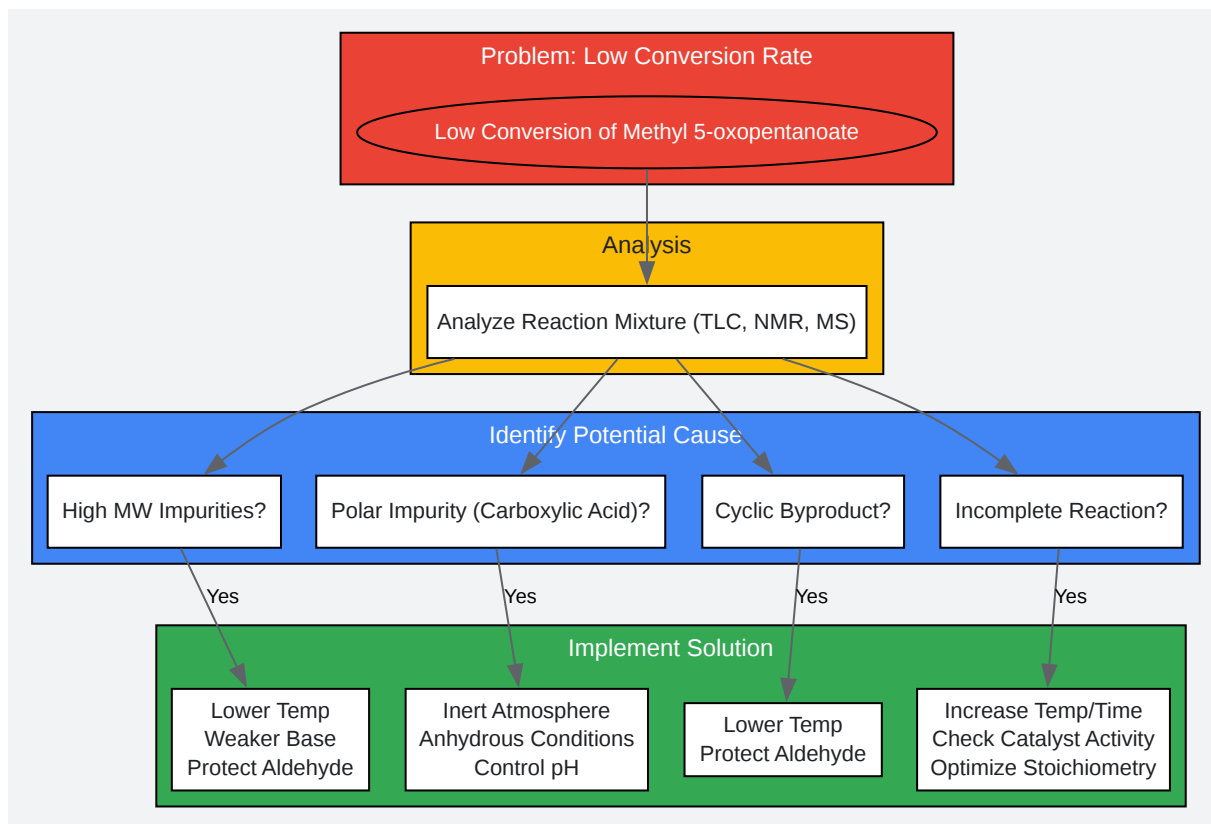 Problem: Low Conversion Rate
Low Conversion of Methyl 5-oxopentanoate
Analysis
Analyze Reaction Mixture (TLC, NMR, MS)
Identify Potential Cause
High MW Impurities?
Polar Impurity (Carboxylic Acid)?
Cyclic Byproduct?
Incomplete Reaction?
Yes
Yes
Yes
Yes
Implement Solution
Lower Temp
Weaker Base
Protect Aldehyde
Inert Atmosphere
Anhydrous Conditions
Control pH
Lower Temp
Protect Aldehyde
Increase Temp/Time
Check Catalyst Activity
Optimize Stoichiometry